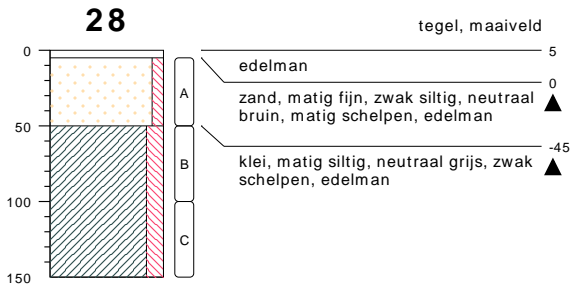 28
tegel, maaiveld
0
5
edelman
0
zand, matig fijn, zwak siltig, neutraal
bruin, matig schelpen, edelman
A
50
-45
klei, matig siltig, neutraal grijs, zwak
schelpen, edelman
B
100
C
150